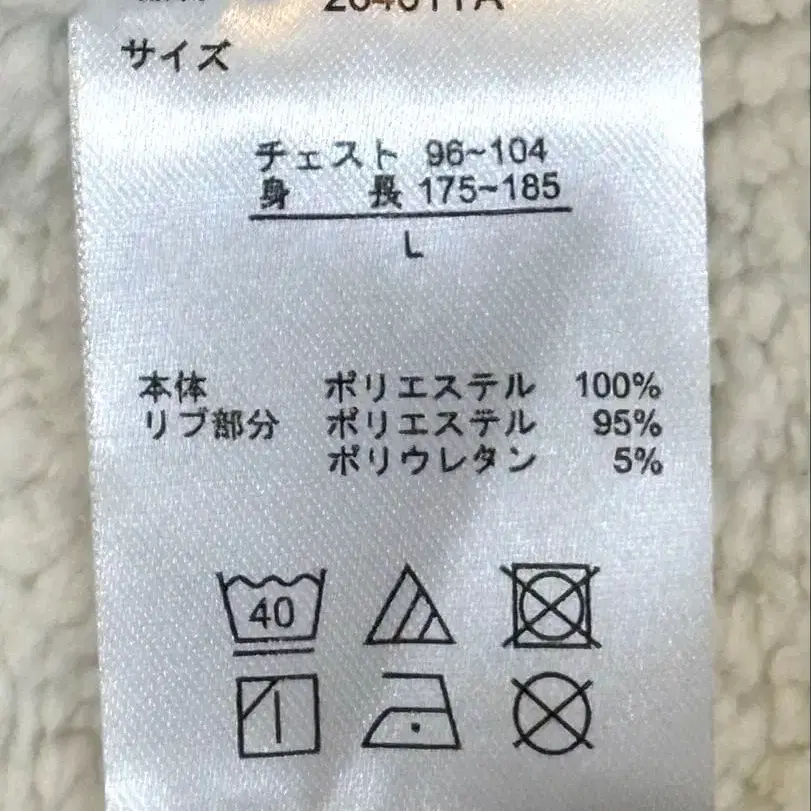 サイズ
チェスト 96~104
身 長 175~185
L
本体 ポリエステル 100%
リブ部分 ポリエステル 95%
ポリウレタン 5%
40